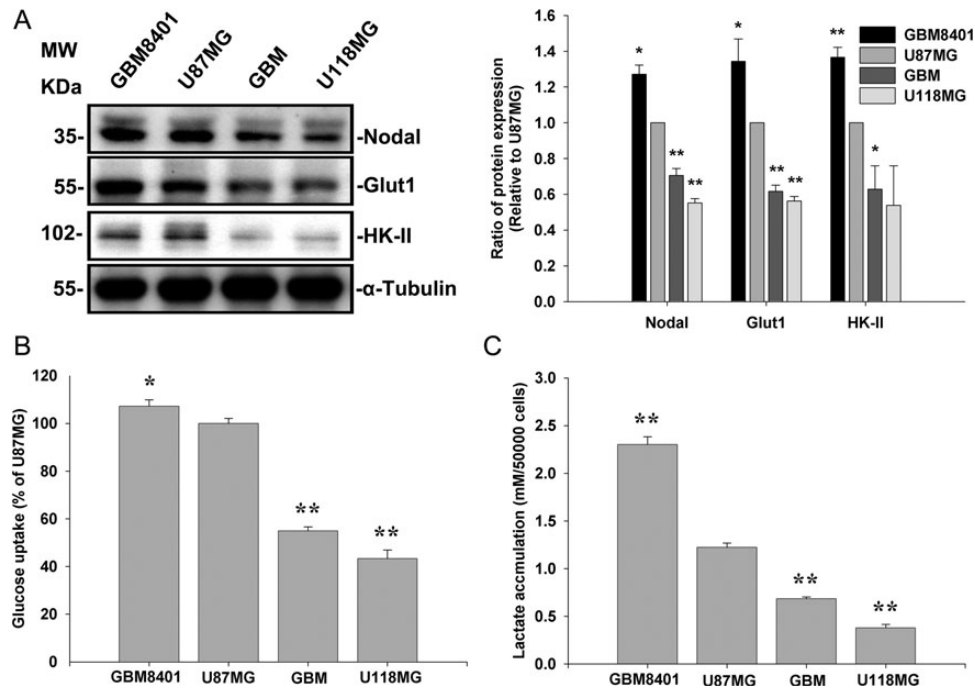 A
MW
KDa
GBM8401
U87MG
GBM
U118MG
35-
-Nodal
55-
-Glut1
102-
-HK-II
55-
-α-Tubulin
Ratio of protein expression
(Relative to U87MG)
1.6
1.4
1.2
1.0
0.8
0.6
0.4
0.2
0.0
*
**
**
*
**
**
**
*
GBM8401
U87MG
GBM
U118MG
Nodal Glut1 HK-II
B
Glucose uptake (% of U87MG)
120
100
80
60
40
20
0
*
**
**
GBM8401 U87MG GBM U118MG
C
Lactate accmulation (mM/50000 cells)
3.0
2.5
2.0
1.5
1.0
0.5
0.0
**
**
**
GBM8401 U87MG GBM U118MG